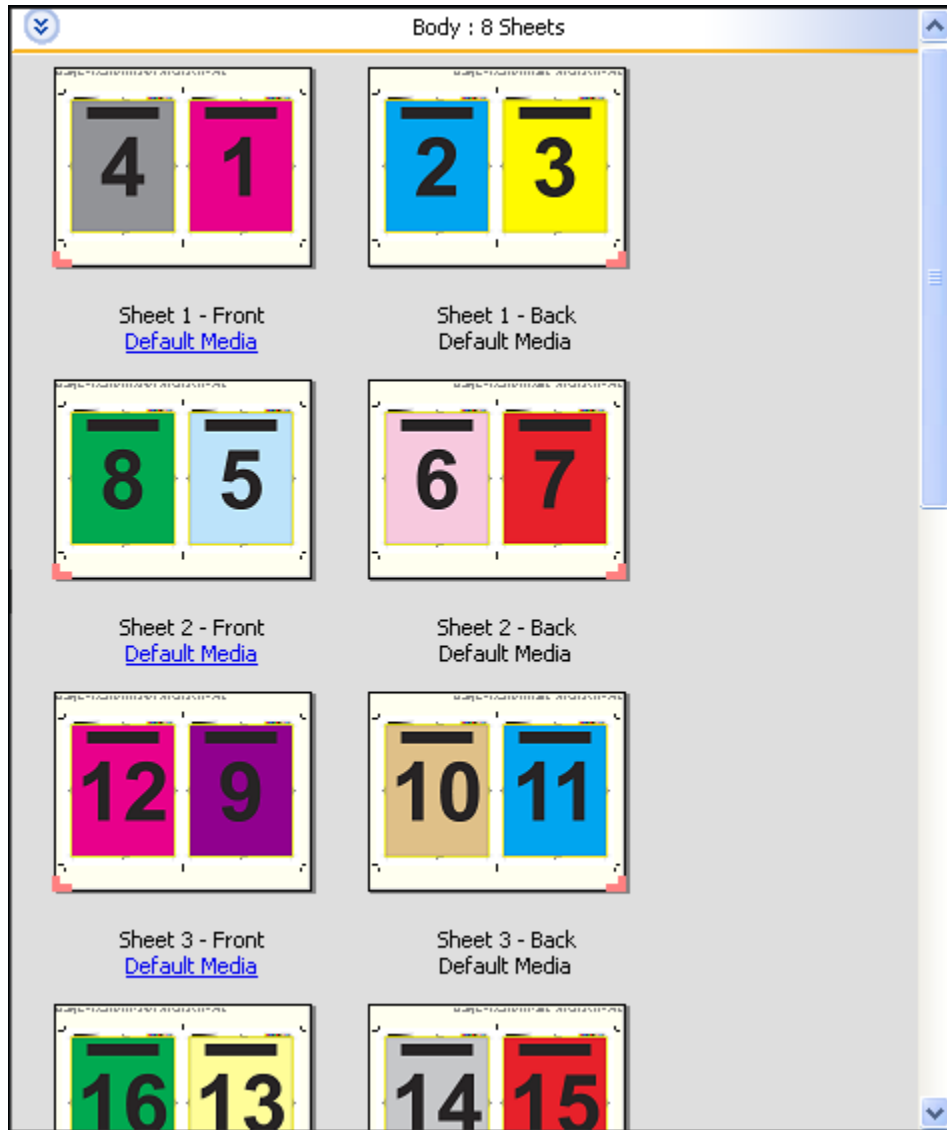 Body : 8 Sheets
4 1 2 3
Sheet 1 - Front Sheet 1 - Back
Default Media Default Media
8 5 6 7
Sheet 2 - Front Sheet 2 - Back
Default Media Default Media
12 9 10 11
Sheet 3 - Front Sheet 3 - Back
Default Media Default Media
16 13 14 15